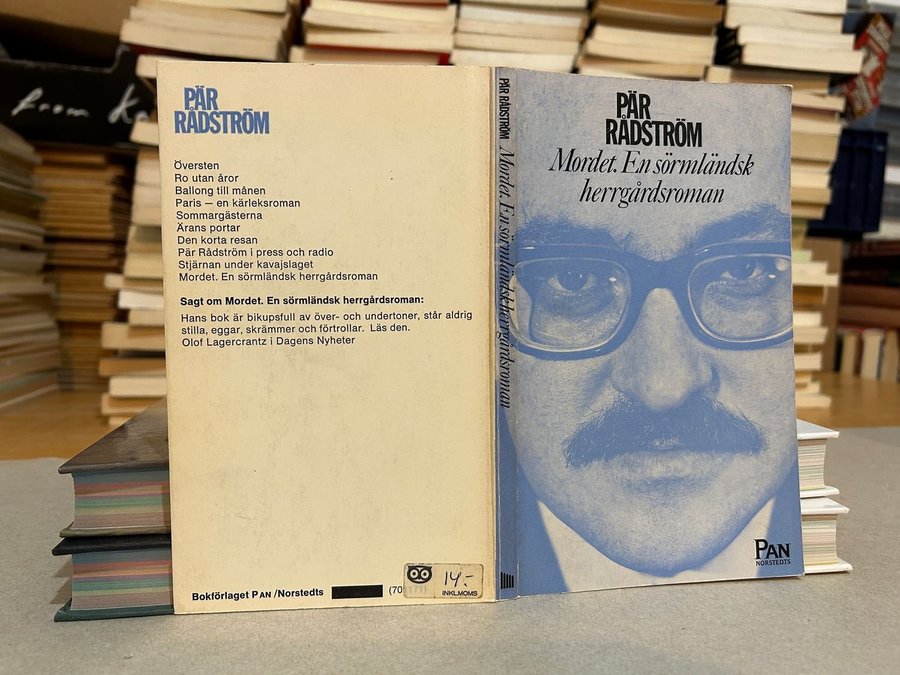 from
PÄR
RÅDSTRÖM
Översten
Ro utan åror
Ballong till månen
Paris – en kärleksroman
Sommargästerna
Ärans portar
Den korta resan
Pär Rådström i press och radio
Stjärnan under kavajslaget
Mordet. En sörmländsk herrgårdsroman
Sagt om Mordet. En sörmländsk herrgårdsroman:
Hans bok är bikupsfull av över- och undertoner, står aldrig
stilla, eggar, skrämmer och förtrollar. Läs den.
Olof Lagercrantz i Dagens Nyheter
Bokförlaget PAN/Norstedts
14:-
INKL MOMS
PÄR RÅDSTRÖM Mordet. En sörmländsk herrgårdsroman
PÄR
RÅDSTRÖM
Mordet. En sörmländsk
herrgårdsroman
PAN
NORSTEDTS